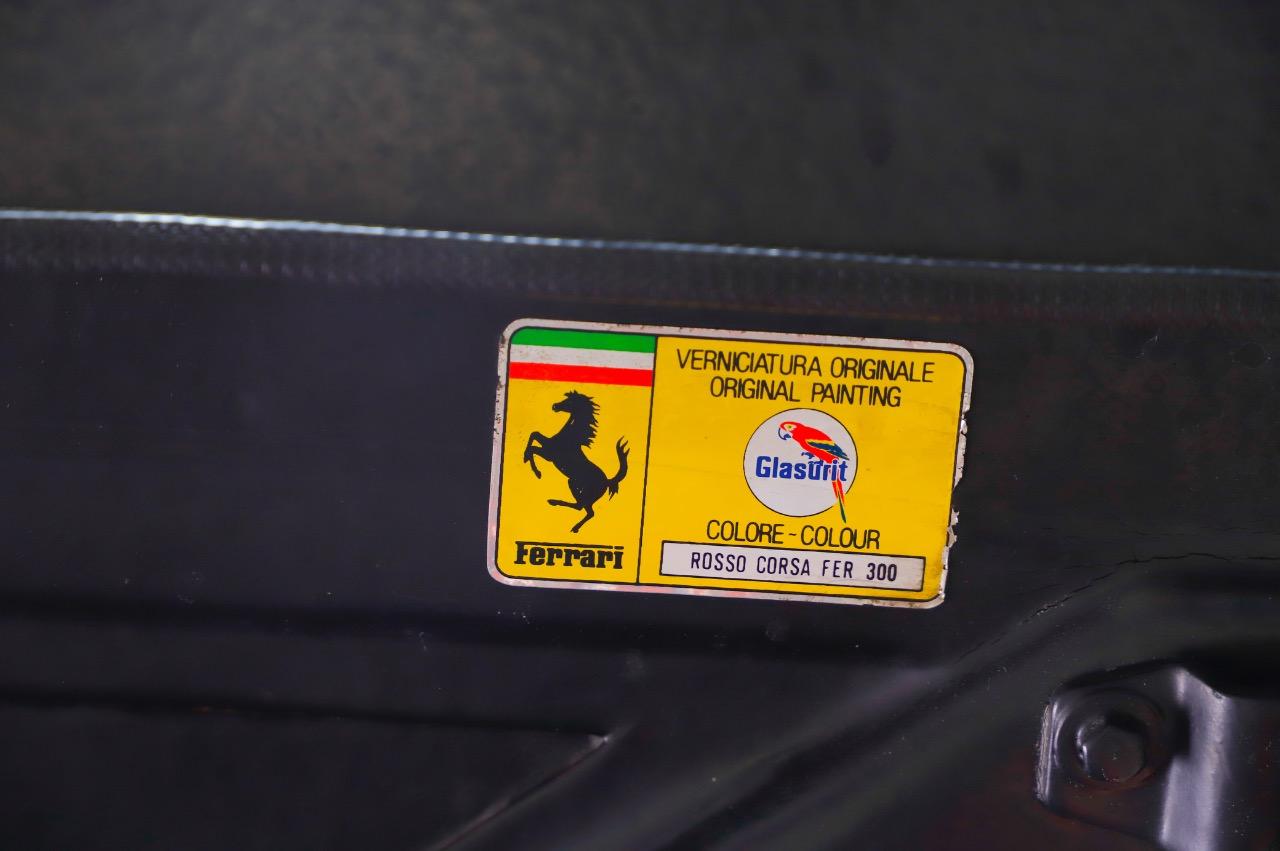 VERNICIATURA ORIGINALE
ORIGINAL PAINTING
Glasurit
COLORE - COLOUR
ROSSO CORSA FER 300
Ferrari